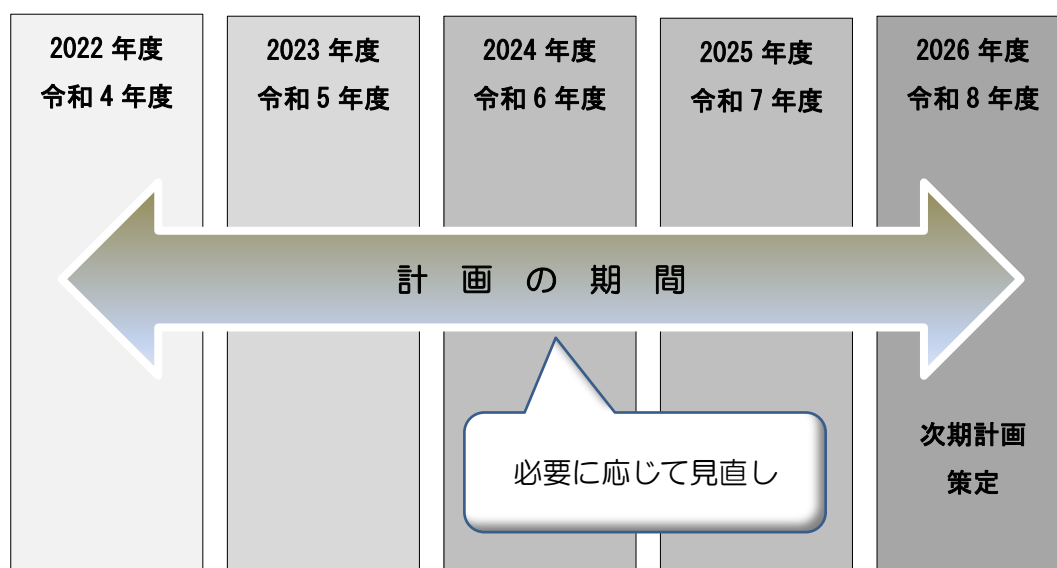 2022 年度
令和 4 年度
2023 年度
令和 5 年度
2024 年度
令和 6 年度
2025 年度
令和 7 年度
2026 年度
令和 8 年度
計 画 の 期 間
必要に応じて見直し
次期計画
策定